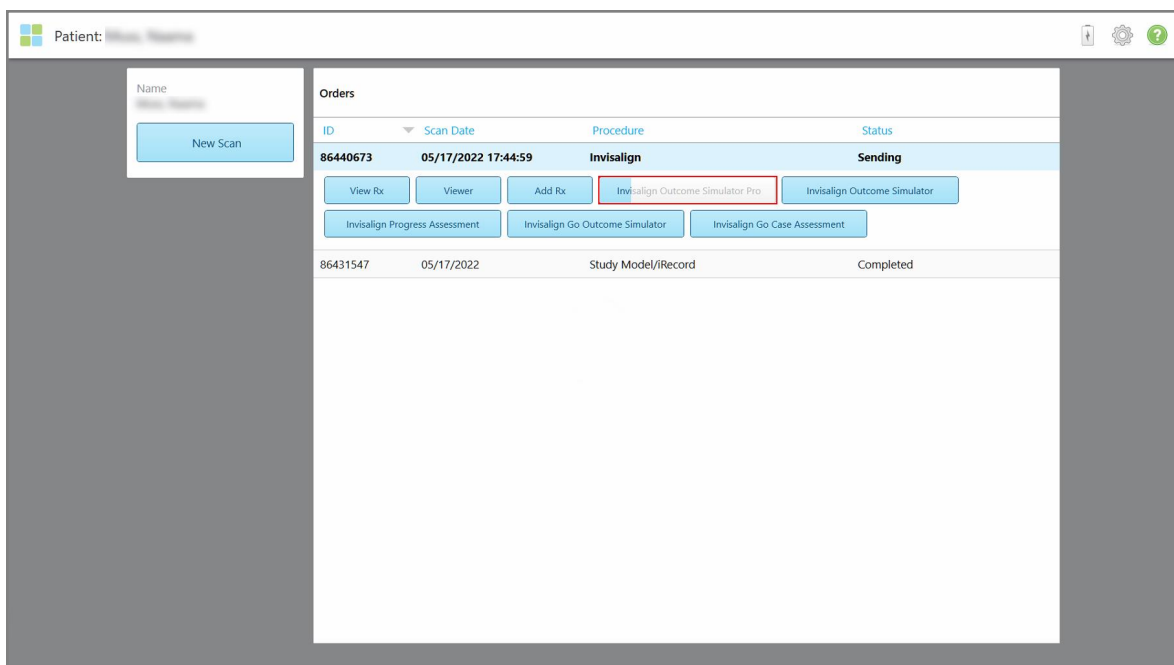 Patient:
Name
New Scan
Orders
ID Scan Date Procedure Status
86440673 05/17/2022 17:44:59 Invisalign Sending
View Rx Viewer Add Rx Invisalign Outcome Simulator Pro Invisalign Outcome Simulator
Invisalign Progress Assessment Invisalign Go Outcome Simulator Invisalign Go Case Assessment
86431547 05/17/2022 Study Model/iRecord Completed